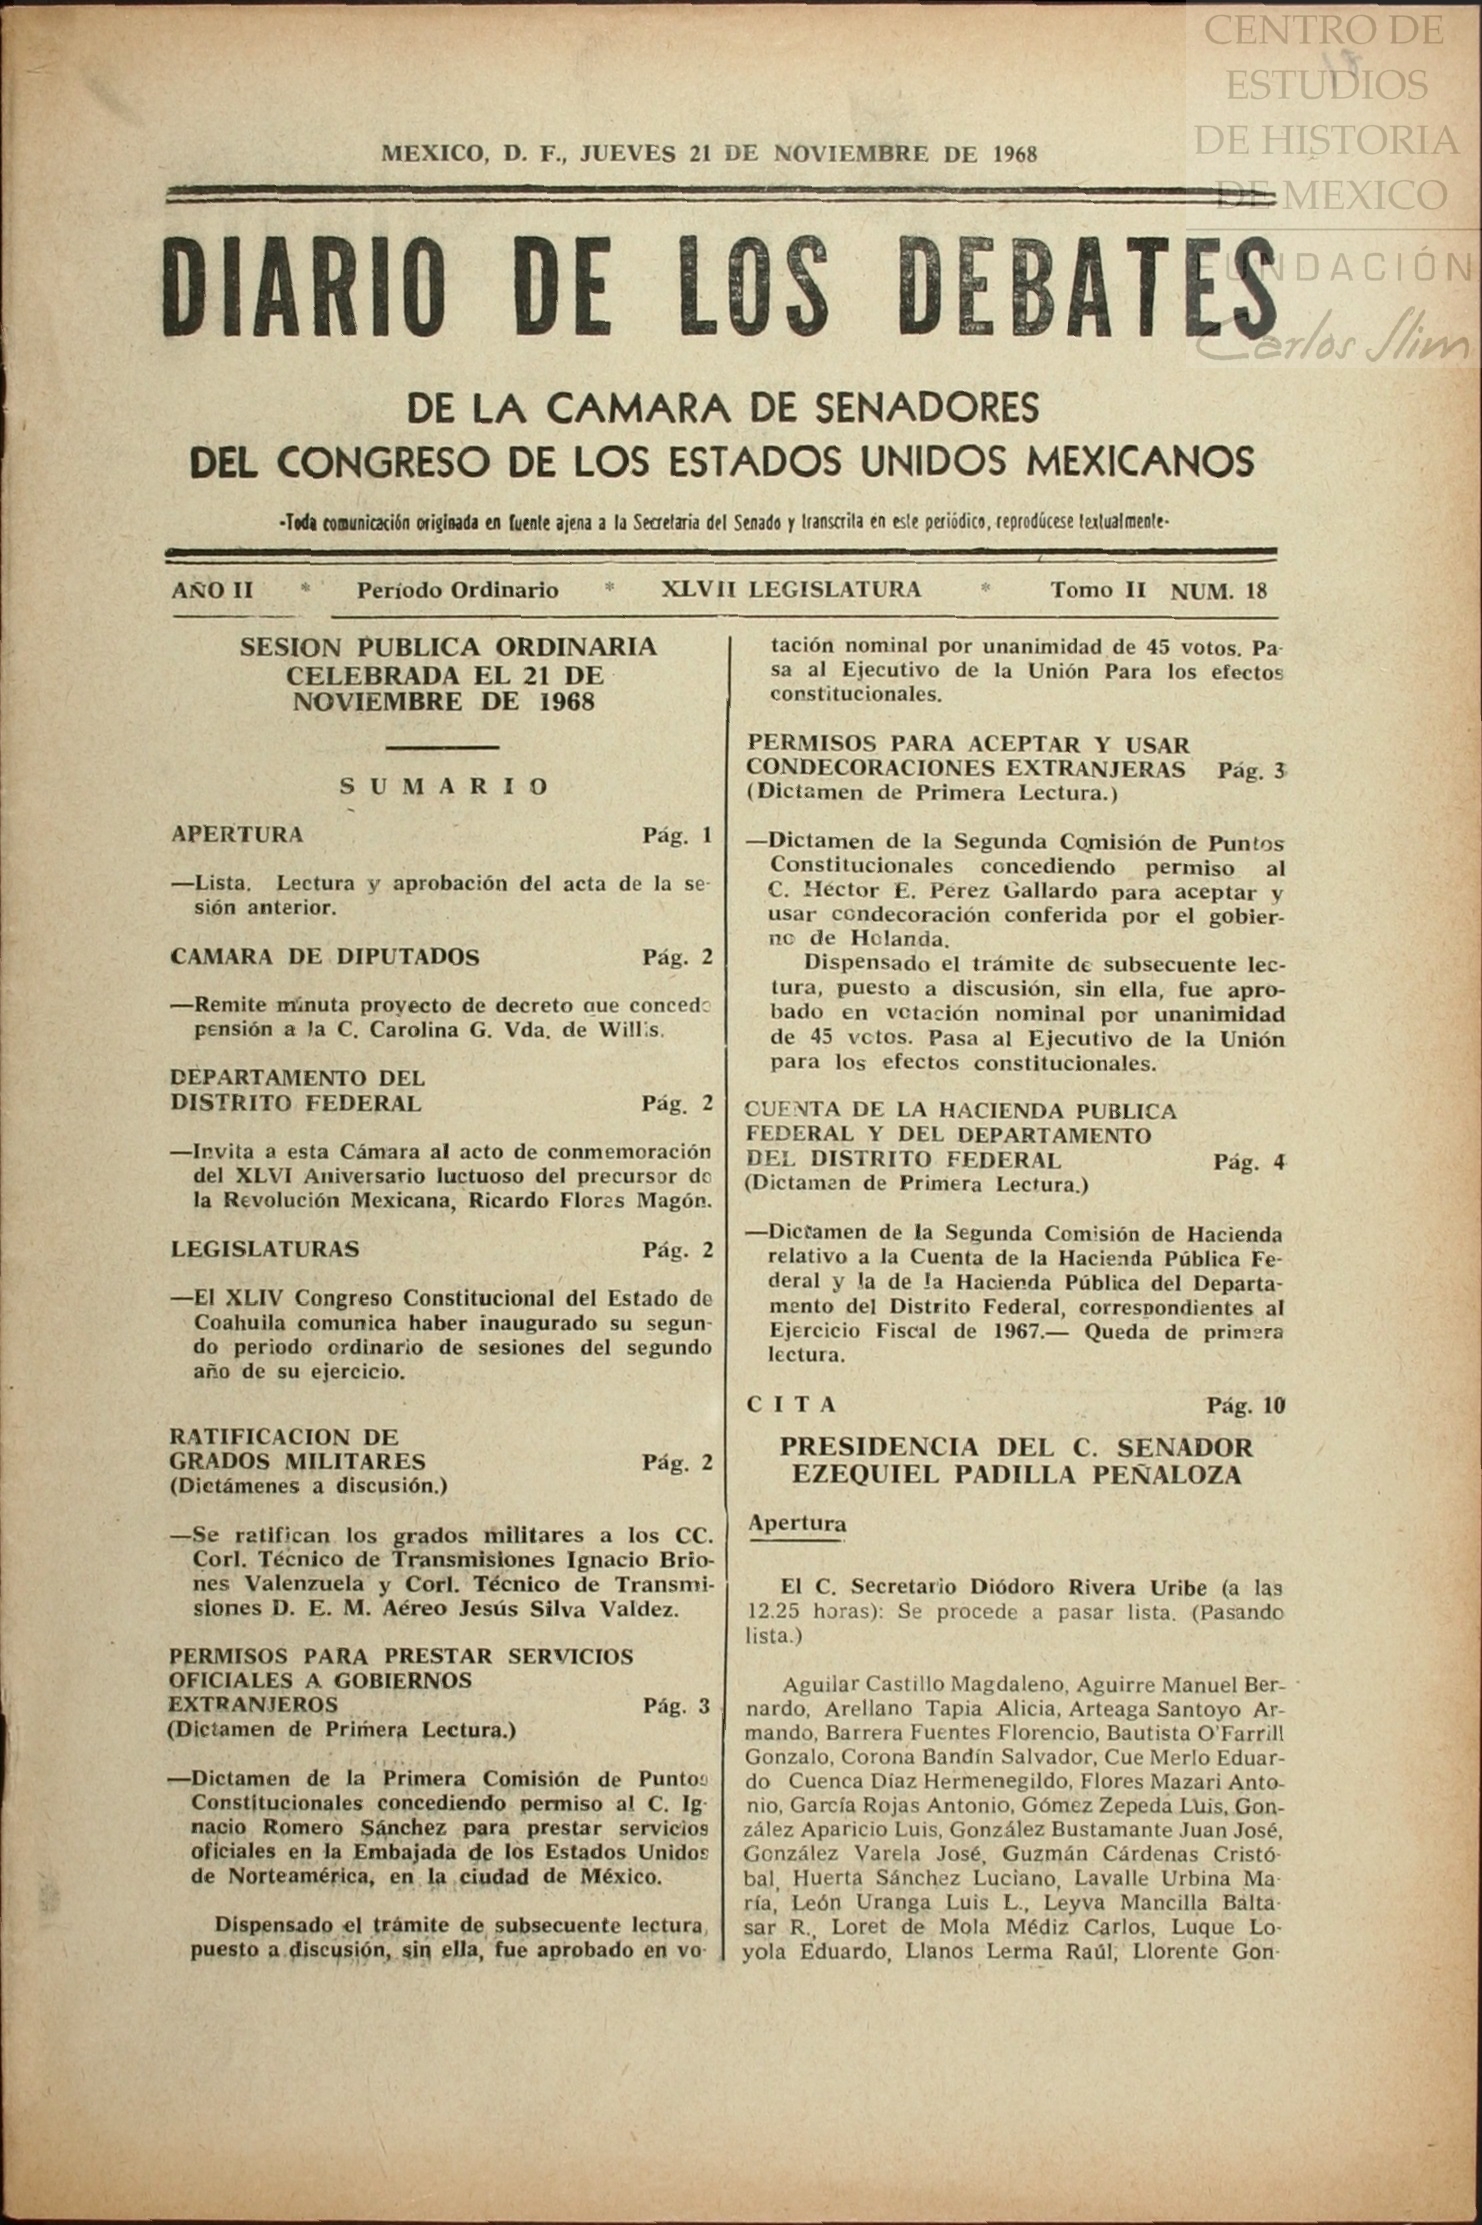 CENTRO DE
ESTUDIOS
DE HISTORIA
DE MEXICO
FUNDACIÓN
Carlos Slim
MEXICO, D. F., JUEVES 21 DE NOVIEMBRE DE 1968
DIARIO DE LOS DEBATES
DE LA CAMARA DE SENADORES
DEL CONGRESO DE LOS ESTADOS UNIDOS MEXICANOS
-Toda comunicación originada en fuente ajena a la Secretaria del Senado y transcrita en este periódico, reprodúcese textualmente-
AÑO II * Período Ordinario * XLVII LEGISLATURA * Tomo II NUM. 18
SESION PUBLICA ORDINARIA
CELEBRADA EL 21 DE
NOVIEMBRE DE 1968
SUMARIO
APERTURA Pág. 1
—Lista. Lectura y aprobación del acta de la se-
sión anterior.
CAMARA DE DIPUTADOS Pág. 2
—Remite minuta proyecto de decreto que concede
pensión a la C. Carolina G. Vda. de Willis.
DEPARTAMENTO DEL
DISTRITO FEDERAL Pág. 2
—Invita a esta Cámara al acto de conmemoración
del XLVI Aniversario luctuoso del precursor de
la Revolución Mexicana, Ricardo Flores Magón.
LEGISLATURAS Pág. 2
—El XLIV Congreso Constitucional del Estado de
Coahuila comunica haber inaugurado su segun-
do periodo ordinario de sesiones del segundo
año de su ejercicio.
RATIFICACION DE
GRADOS MILITARES Pág. 2
(Dictámenes a discusión.)
—Se ratifican los grados militares a los CC.
Corl. Técnico de Transmisiones Ignacio Brio-
nes Valenzuela y Corl. Técnico de Transmi-
siones D. E. M. Aéreo Jesús Silva Valdez.
PERMISOS PARA PRESTAR SERVICIOS
OFICIALES A GOBIERNOS
EXTRANJEROS Pág. 3
(Dictamen de Primera Lectura.)
—Dictamen de la Primera Comisión de Puntos
Constitucionales concediendo permiso al C. Ig-
nacio Romero Sánchez para prestar servicios
oficiales en la Embajada de los Estados Unidos
de Norteamérica, en la ciudad de México.
Dispensado el trámite de subsecuente lectura,
puesto a discusión, sin ella, fue aprobado en vo-
tación nominal por unanimidad de 45 votos. Pa-
sa al Ejecutivo de la Unión Para los efectos
constitucionales.
PERMISOS PARA ACEPTAR Y USAR
CONDECORACIONES EXTRANJERAS Pág. 3
(Dictamen de Primera Lectura.)
—Dictamen de la Segunda Comisión de Puntos
Constitucionales concediendo permiso al
C. Héctor E. Pérez Gallardo para aceptar y
usar condecoración conferida por el gobier-
no de Holanda.
Dispensado el trámite de subsecuente lec-
tura, puesto a discusión, sin ella, fue apro-
bado en votación nominal por unanimidad
de 45 votos. Pasa al Ejecutivo de la Unión
para los efectos constitucionales.
CUENTA DE LA HACIENDA PUBLICA
FEDERAL Y DEL DEPARTAMENTO
DEL DISTRITO FEDERAL Pág. 4
(Dictamen de Primera Lectura.)
—Dictamen de la Segunda Comisión de Hacienda
relativo a la Cuenta de la Hacienda Pública Fe-
deral y la de la Hacienda Pública del Departa-
mento del Distrito Federal, correspondientes al
Ejercicio Fiscal de 1967.— Queda de primera
lectura.
CITA Pág. 10
PRESIDENCIA DEL C. SENADOR
EZEQUIEL PADILLA PEÑALOZA
Apertura
El C. Secretario Diódoro Rivera Uribe (a las
12.25 horas): Se procede a pasar lista. (Pasando
lista.)
Aguilar Castillo Magdaleno, Aguirre Manuel Ber-
nardo, Arellano Tapia Alicia, Arteaga Santoyo Ar-
mando, Barrera Fuentes Florencio, Bautista O'Farrill
Gonzalo, Corona Bandín Salvador, Cue Merlo Eduar-
do Cuenca Díaz Hermenegildo, Flores Mazari Anto-
nio, García Rojas Antonio, Gómez Zepeda Luis, Gon-
zález Aparicio Luis, González Bustamante Juan José,
González Varela José, Guzmán Cárdenas Cristó-
bal, Huerta Sánchez Luciano, Lavalle Urbina Ma-
ría, León Uranga Luis L., Leyva Mancilla Balta-
sar R., Loret de Mola Médiz Carlos, Luque Lo-
yola Eduardo, Llanos Lerma Raúl, Llorente Gon-